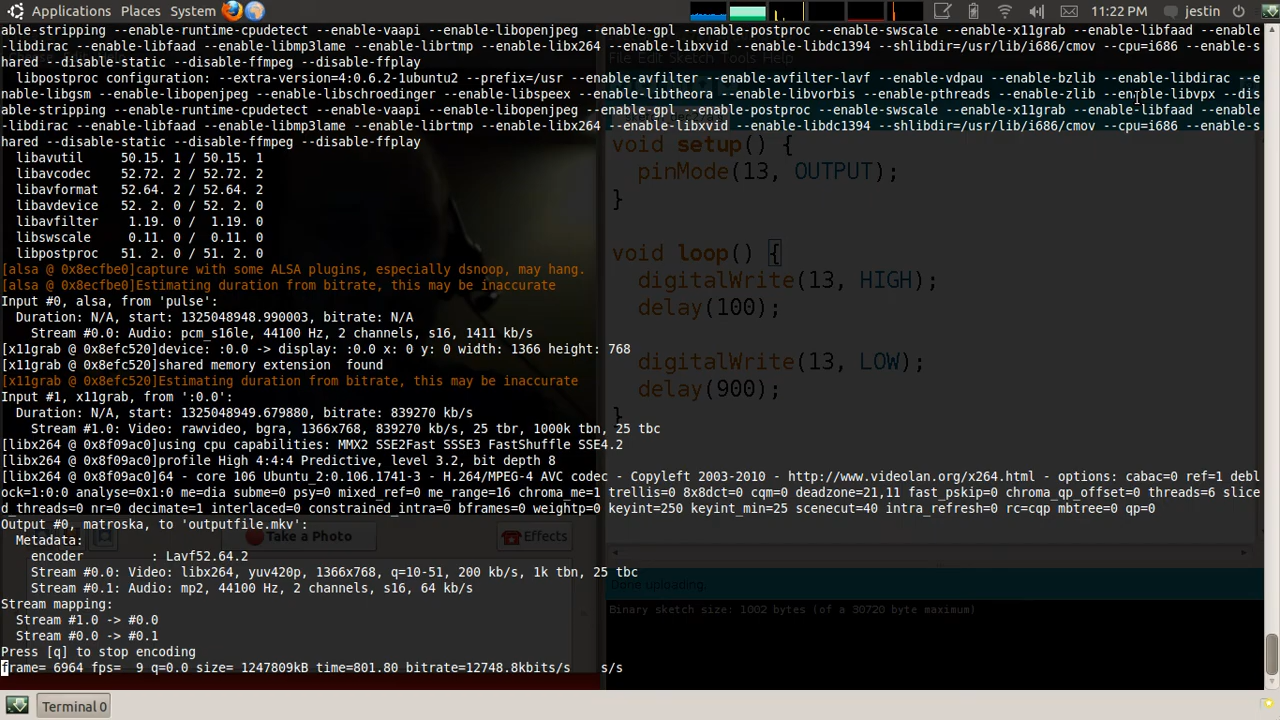 Applications Places System 11:22 PM jestin
able-stripping --enable-runtime-cpudetect --enable-vaapi --enable-libopenjpeg --enable-gpl --enable-postproc --enable-swscale --enable-x11grab --enable-libfaad --enable-
libdirac --enable-libfaad --enable-libmp3lame --enable-librtmp --enable-libx264 --enable-libxvid --enable-libdc1394 --shlibdir=/usr/lib/i686/cmov --cpu=i686 --enable-s
hared --disable-static --disable-ffmpeg --disable-ffplay
File Edit Sketch Tools Help
libpostproc configuration: --extra-version=4:0.6.2-1ubuntu2 --prefix=/usr --enable-avfilter --enable-avfilter-lavf --enable-vdpau --enable-bzlib --enable-libdirac --e
nable-libgsm --enable-libopenjpeg --enable-libschroedinger --enable-libspeex --enable-libtheora --enable-libvorbis --enable-pthreads --enable-zlib --enable-libvpx --dis
able-stripping --enable-runtime-cpudetect --enable-vaapi --enable-libopenjpeg --enable-gpl --enable-postproc --enable-swscale --enable-x11grab --enable-libfaad --enable-
libdirac --enable-libfaad --enable-libmp3lame --enable-librtmp --enable-libx264 --enable-libxvid --enable-libdc1394 --shlibdir=/usr/lib/i686/cmov --cpu=i686 --enable-s
hared --disable-static --disable-ffmpeg --disable-ffplay
libavutil 50.15. 1 / 50.15. 1
libavcodec 52.72. 2 / 52.72. 2
libavformat 52.64. 2 / 52.64. 2
libavdevice 52. 2. 0 / 52. 2. 0
libavfilter 1.19. 0 / 1.19. 0
libswscale 0.11. 0 / 0.11. 0
libpostproc 51. 2. 0 / 51. 2. 0
[alsa @ 0x8ecfbe0]capture with some ALSA plugins, especially dsnoop, may hang.
[alsa @ 0x8ecfbe0]Estimating duration from bitrate, this may be inaccurate
Input #0, alsa, from 'pulse':
Duration: N/A, start: 1325048948.990003, bitrate: N/A
Stream #0.0: Audio: pcm_s16le, 44100 Hz, 2 channels, s16, 1411 kb/s
[x11grab @ 0x8efc520]device: :0.0 -> display: :0.0 x: 0 y: 0 width: 1366 height: 768
[x11grab @ 0x8efc520]shared memory extension found
[x11grab @ 0x8efc520]Estimating duration from bitrate, this may be inaccurate
Input #1, x11grab, from ':0.0':
Duration: N/A, start: 1325048949.679880, bitrate: 839270 kb/s
Stream #1.0: Video: rawvideo, bgra, 1366x768, 839270 kb/s, 25 tbr, 1000k tbn, 25 tbc
[libx264 @ 0x8f09ac0]using cpu capabilities: MMX2 SSE2Fast SSSE3 FastShuffle SSE4.2
[libx264 @ 0x8f09ac0]profile High 4:4:4 Predictive, level 3.2, bit depth 8
[libx264 @ 0x8f09ac0]64 - core 106 Ubuntu_2:0.106.1741-3 - H.264/MPEG-4 AVC codec - Copyleft 2003-2010 - http://www.videolan.org/x264.html - options: cabac=0 ref=1 debl
ock=1:0:0 analyse=0x1:0 me=dia subme=0 psy=0 mixed_ref=0 me_range=16 chroma_me=1 trellis=0 8x8dct=0 cqm=0 deadzone=21,11 fast_pskip=0 chroma_qp_offset=0 threads=6 slice
d_threads=0 nr=0 decimate=1 interlaced=0 constrained_intra=0 bframes=0 weightp=0 keyint=250 keyint_min=25 scenecut=40 intra_refresh=0 rc=cqp mbtree=0 qp=0
Output #0, matroska, to 'outputfile.mkv':
Metadata:
encoder : Lavf52.64.2
Stream #0.0: Video: libx264, yuv420p, 1366x768, q=10-51, 200 kb/s, 1k tbn, 25 tbc
Stream #0.1: Audio: mp2, 44100 Hz, 2 channels, s16, 64 kb/s
Stream mapping:
Stream #1.0 -> #0.0
Stream #0.0 -> #0.1
Press [q] to stop encoding
frame= 6964 fps= 9 q=0.0 size= 1247809kB time=801.80 bitrate=12748.8kbits/s s/s
void setup() {
pinMode(13, OUTPUT);
}
void loop() {
digitalWrite(13, HIGH);
delay(100);
digitalWrite(13, LOW);
delay(900);
}
Take a Photo
Effects
Done uploading.
Binary sketch size: 1002 bytes (of a 30720 byte maximum)
Terminal 0